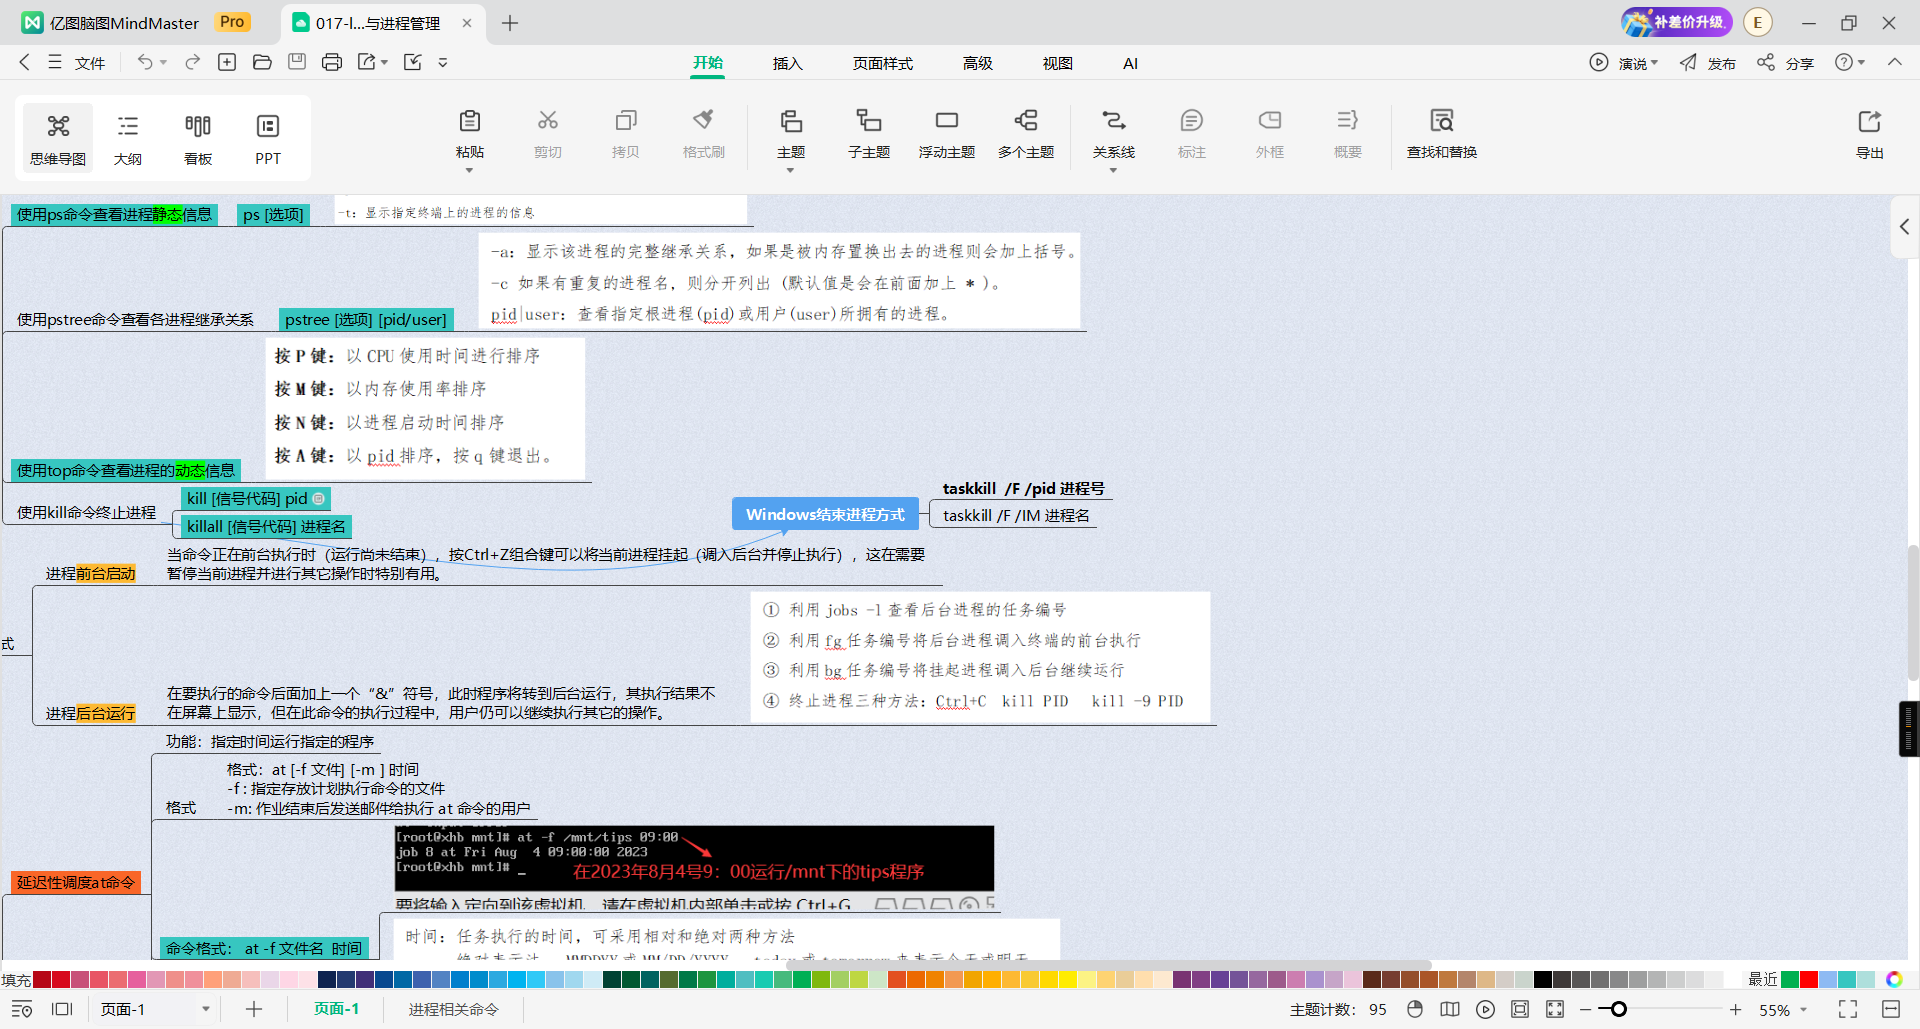 亿图脑图MindMaster Pro 017-l...与进程管理 补差价升级 E
文件 开始 插入 页面样式 高级 视图 AI 演说 发布 分享
思维导图 大纲 看板 PPT 粘贴 剪切 拷贝 格式刷 主题 子主题 浮动主题 多个主题 关系线 标注 外框 概要 查找和替换 导出
使用ps命令查看进程静态信息 ps [选项] -t：显示指定终端上的进程的信息
-a：显示该进程的完整继承关系，如果是被内存置换出去的进程则会加上括号。
-c 如果有重复的进程名，则分开列出（默认值是会在前面加上 * ）。
pid|user：查看指定根进程(pid)或用户(user)所拥有的进程。
使用pstree命令查看各进程继承关系 pstree [选项] [pid/user]
按 P 键：以 CPU 使用时间进行排序
按 M 键：以内存使用率排序
按 N 键：以进程启动时间排序
按 A 键：以 pid 排序，按 q 键退出。
使用top命令查看进程的动态信息
使用kill命令终止进程
kill [信号代码] pid
killall [信号代码] 进程名
Windows结束进程方式
taskkill /F /pid 进程号
taskkill /F /IM 进程名
进程前台启动
当命令正在前台执行时（运行尚未结束），按Ctrl+Z组合键可以将当前进程挂起（调入后台并停止执行），这在需要
暂停当前进程并进行其它操作时特别有用。
式
① 利用 jobs -l 查看后台进程的任务编号
② 利用 fg 任务编号将后台进程调入终端的前台执行
③ 利用 bg 任务编号将挂起进程调入后台继续运行
④ 终止进程三种方法：Ctrl+C kill PID kill -9 PID
进程后台运行
在要执行的命令后面加上一个“&”符号，此时程序将转到后台运行，其执行结果不
在屏幕上显示，但在此命令的执行过程中，用户仍可以继续执行其它的操作。
功能：指定时间运行指定的程序
格式
格式：at [-f 文件] [-m ] 时间
-f : 指定存放计划执行命令的文件
-m: 作业结束后发送邮件给执行 at 命令的用户
[root@xhb mnt]# at -f /mnt/tips 09:00
job 8 at Fri Aug 4 09:00:00 2023
[root@xhb mnt]# _
在2023年8月4号9：00运行/mnt下的tips程序
要将输入定向到该虚拟机，请在虚拟机内部单击或按 Ctrl+G
延迟性调度at命令
命令格式： at -f 文件名 时间
时间：任务执行的时间，可采用相对和绝对两种方法
填充 最近
页面-1 页面-1 进程相关命令 主题计数： 95 55%